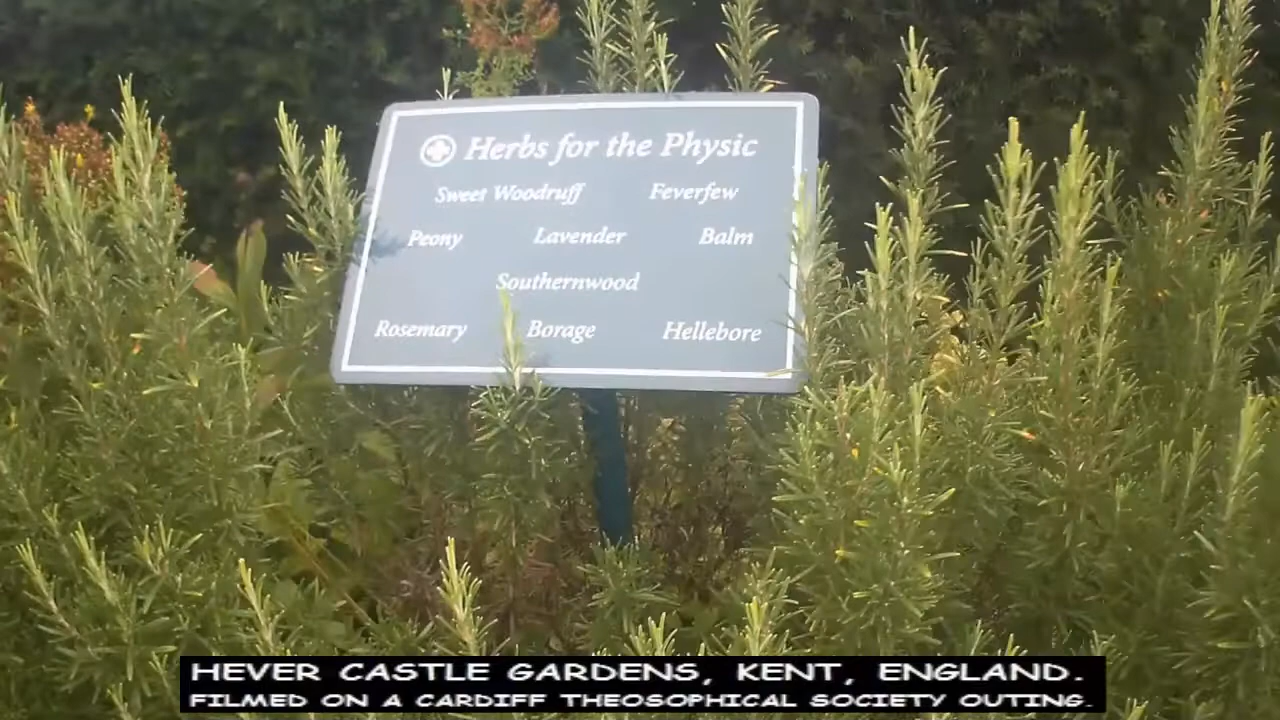 Herbs for the Physic
Sweet Woodruff Feverfew
Peony Lavender Balm
Southernwood
Rosemary Borage Hellebore
HEVER CASTLE GARDENS, KENT, ENGLAND.
FILMED ON A CARDIFF THEOSOPHICAL SOCIETY OUTING.